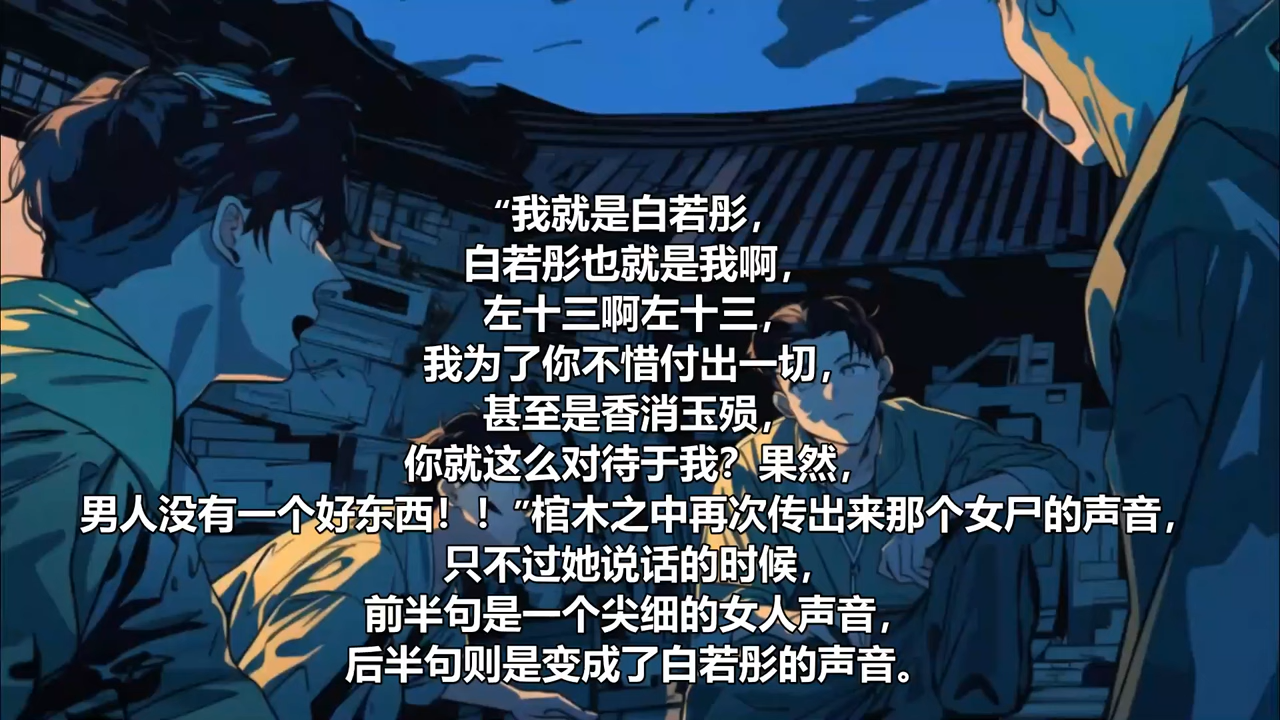 “我就是白若彤，
白若彤也就是我啊，
左十三啊左十三，
我为了你不惜付出一切，
甚至是香消玉殒，
你就这么对待于我？果然，
男人没有一个好东西！！”棺木之中再次传出来那个女尸的声音，
只不过她说话的时候，
前半句是一个尖细的女人声音，
后半句则是变成了白若彤的声音。